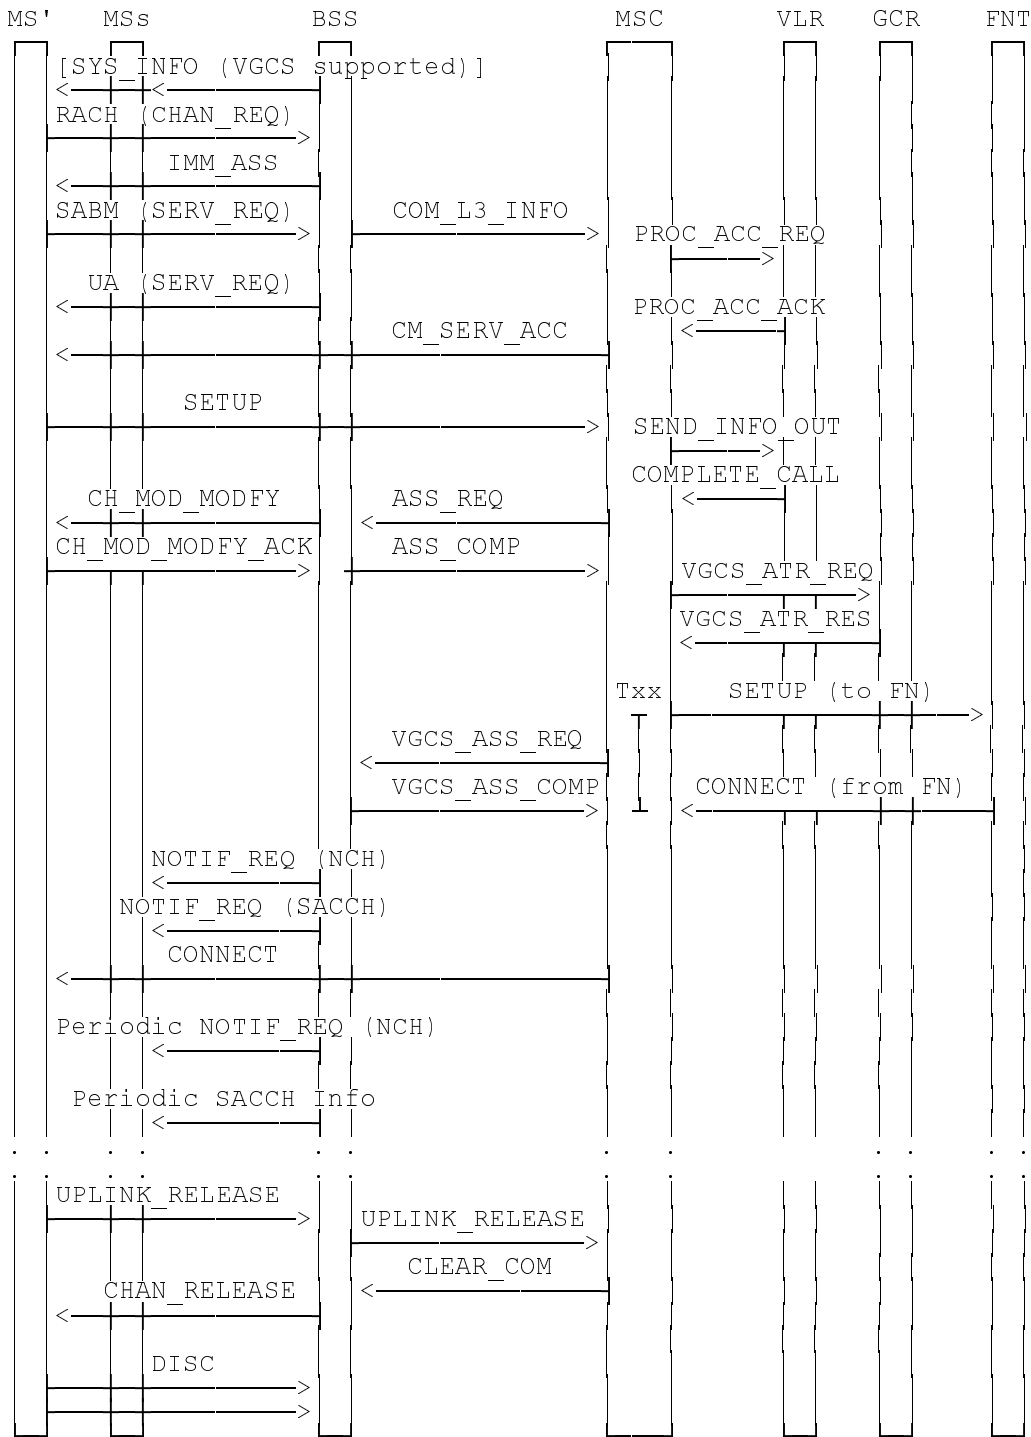 MS' MSs BSS MSC VLR GCR FNT
[SYS_INFO (VGCS supported)]
RACH (CHAN_REQ)
IMM_ASS
SABM (SERV_REQ) COM_L3_INFO
PROC_ACC_REQ
UA (SERV_REQ)
PROC_ACC_ACK
CM_SERV_ACC
SETUP
SEND_INFO_OUT
COMPLETE_CALL
CH_MOD_MODFY ASS_REQ
CH_MOD_MODFY_ACK ASS_COMP
VGCS_ATR_REQ
VGCS_ATR_RES
Txx SETUP (to FN)
VGCS_ASS_REQ
VGCS_ASS_COMP CONNECT (from FN)
NOTIF_REQ (NCH)
NOTIF_REQ (SACCH)
CONNECT
Periodic NOTIF_REQ (NCH)
Periodic SACCH Info
UPLINK_RELEASE
UPLINK_RELEASE
CLEAR_COM
CHAN_RELEASE
DISC